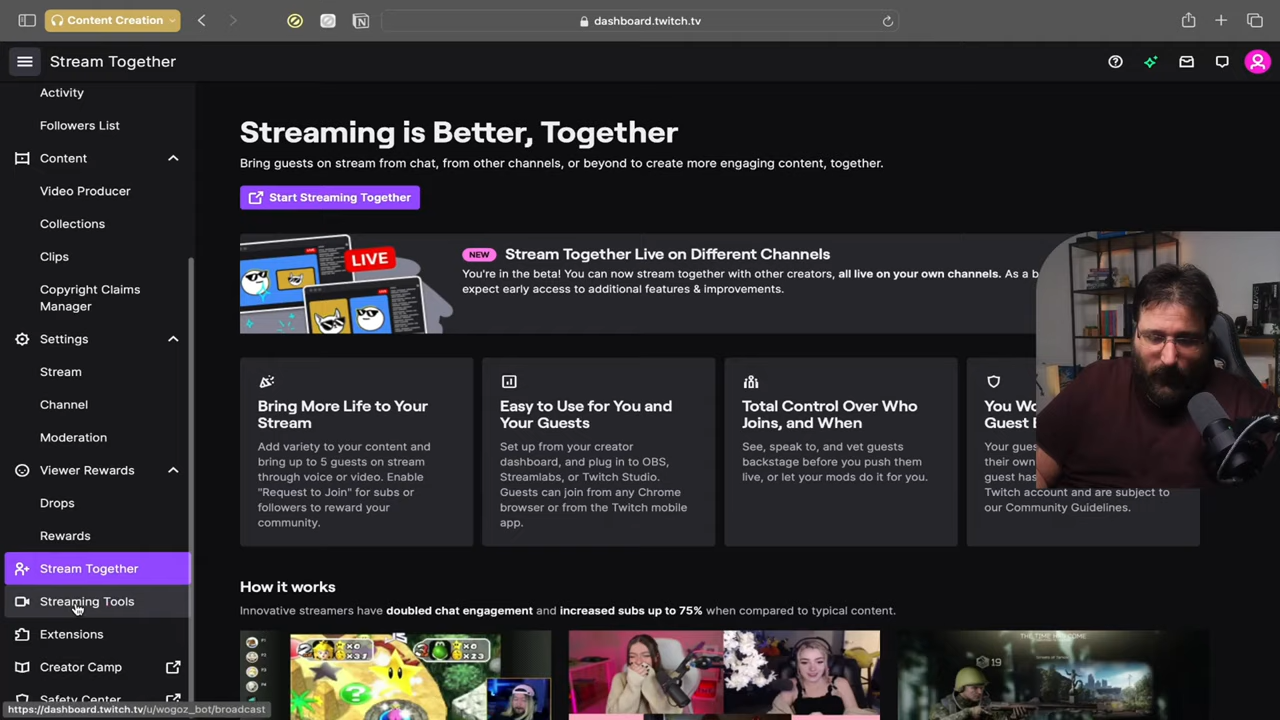 Content Creation
dashboard.twitch.tv
Stream Together
Activity
Followers List
Content
Video Producer
Collections
Clips
Copyright Claims
Manager
Settings
Stream
Channel
Moderation
Viewer Rewards
Drops
Rewards
Stream Together
Streaming Tools
Extensions
Creator Camp
Safety Center
https://dashboard.twitch.tv/u/wogoz_bot/broadcast
Streaming is Better, Together
Bring guests on stream from chat, from other channels, or beyond to create more engaging content, together.
Start Streaming Together
LIVE
NEW Stream Together Live on Different Channels
You're in the beta! You can now stream together with other creators, all live on your own channels. As a b
expect early access to additional features & improvements.
Bring More Life to Your
Stream
Add variety to your content and
bring up to 5 guests on stream
through voice or video. Enable
"Request to Join" for subs or
followers to reward your
community.
Easy to Use for You and
Your Guests
Set up from your creator
dashboard, and plug in to OBS,
Streamlabs, or Twitch Studio.
Guests can join from any Chrome
browser or from the Twitch mobile
app.
Total Control Over Who
Joins, and When
See, speak to, and vet guests
backstage before you push them
live, or let your mods do it for you.
You Wo
Guest B
Your gues
their own
guest has
Twitch account and are subject to
our Community Guidelines.
How it works
Innovative streamers have doubled chat engagement and increased subs up to 75% when compared to typical content.